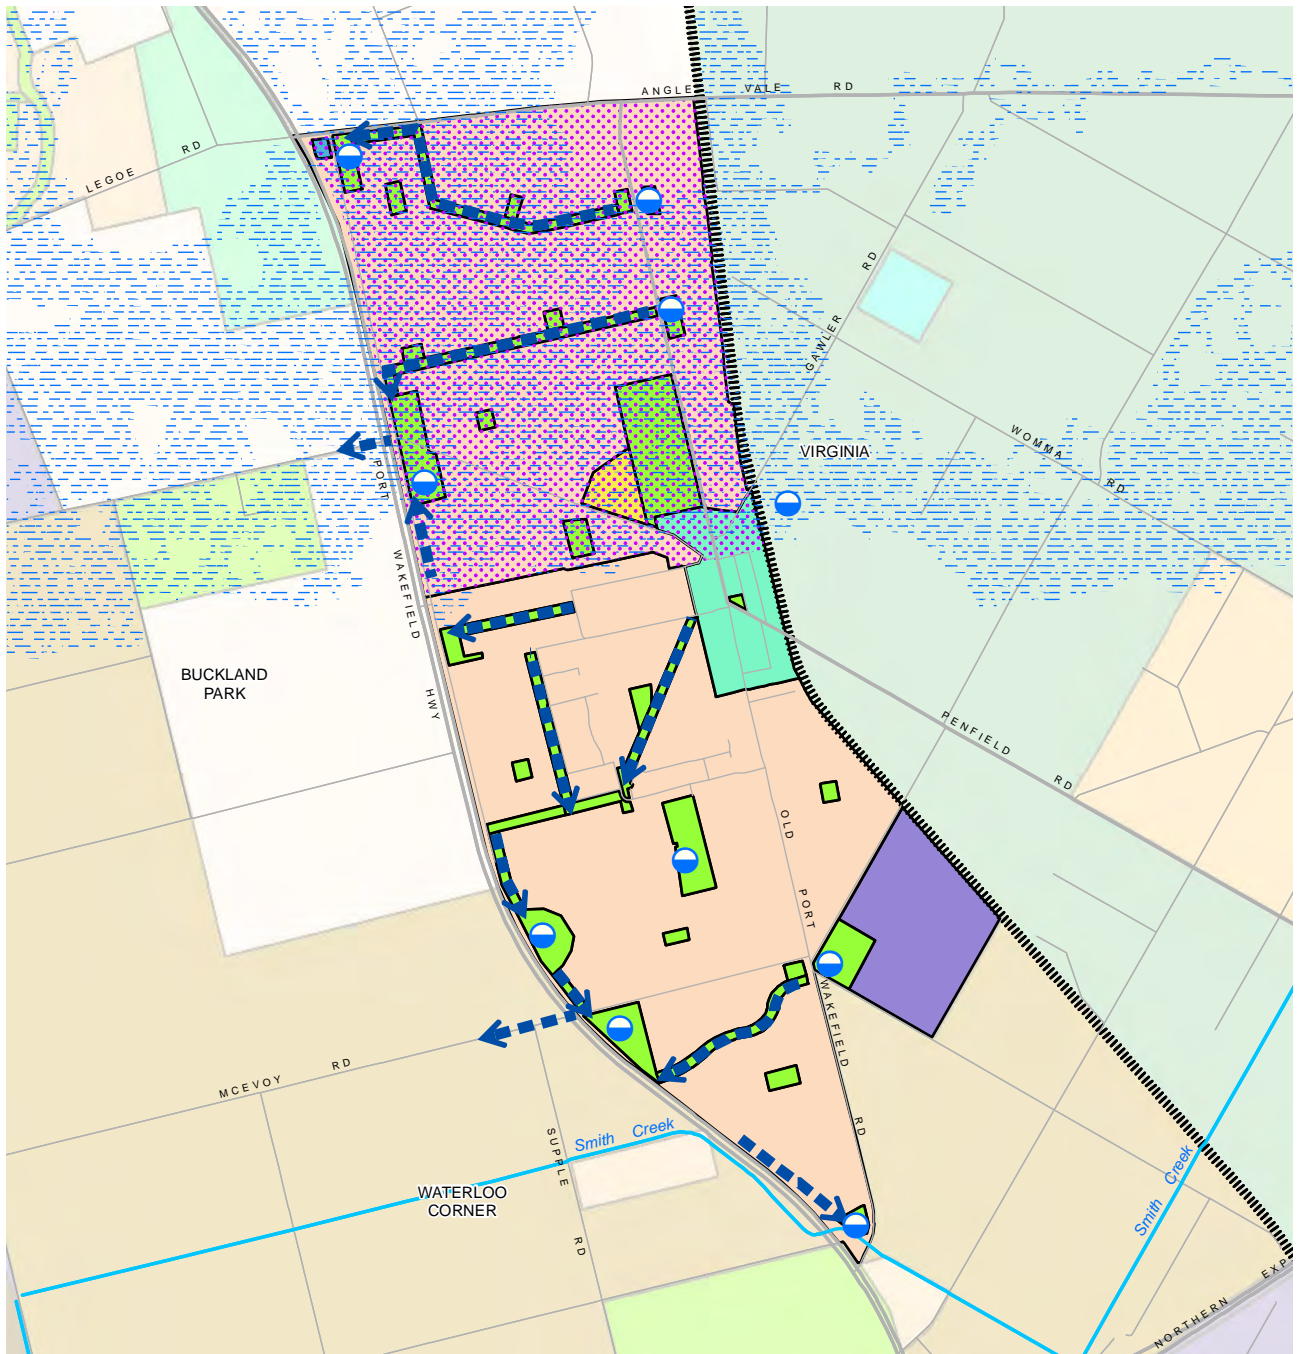 ANGLE VALE RD
LEGOE RD
GAWLER RD
VIRGINIA
WOMMA RD
PORT WAKEFIELD HWY
BUCKLAND
PARK
PENFIELD RD
OLD PORT WAKEFIELD RD
MCEVOY RD
SUPPLE RD
Smith Creek
WATERLOO
CORNER
Smith Creek
NORTHERN EXP